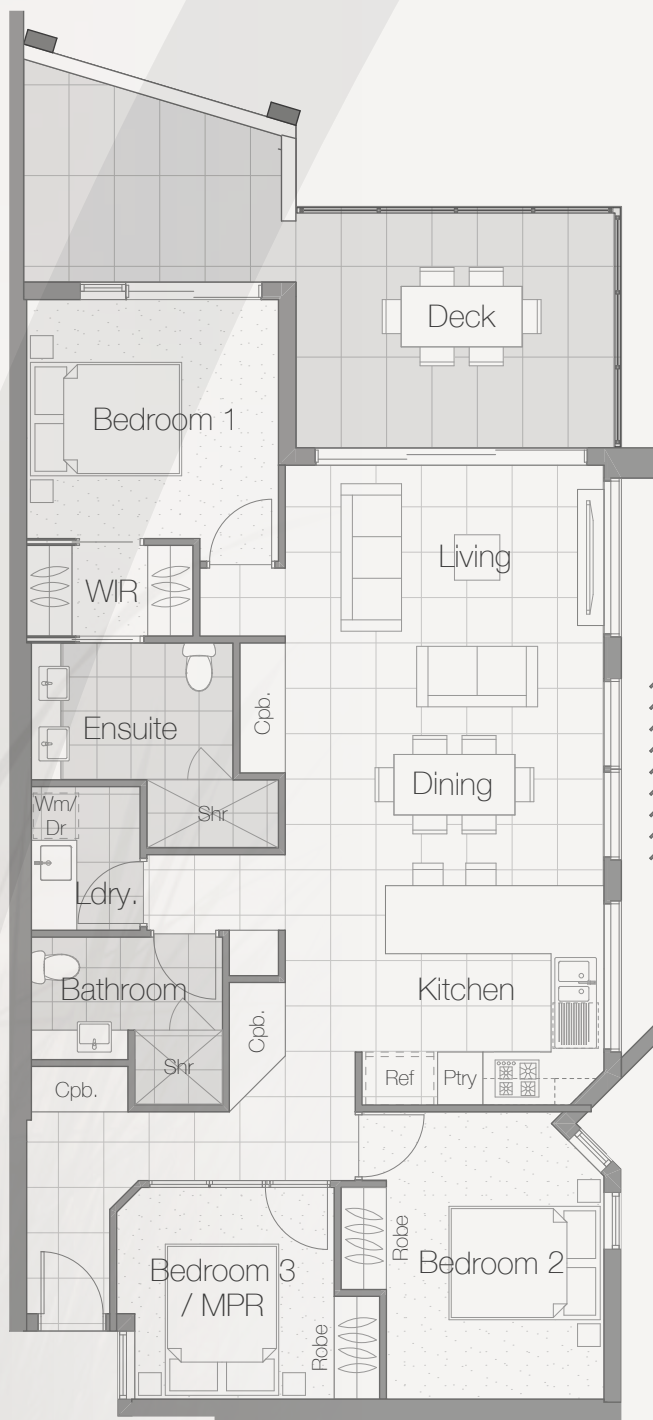 Deck
Bedroom 1
Living
WIR
Cpb.
Ensuite
Dining
Wm/
Dr
Shr
Ldry.
Bathroom
Kitchen
Cpb.
Shr
Ref
Ptry
Cpb.
Robe
Bedroom 2
Bedroom 3
/ MPR
Robe